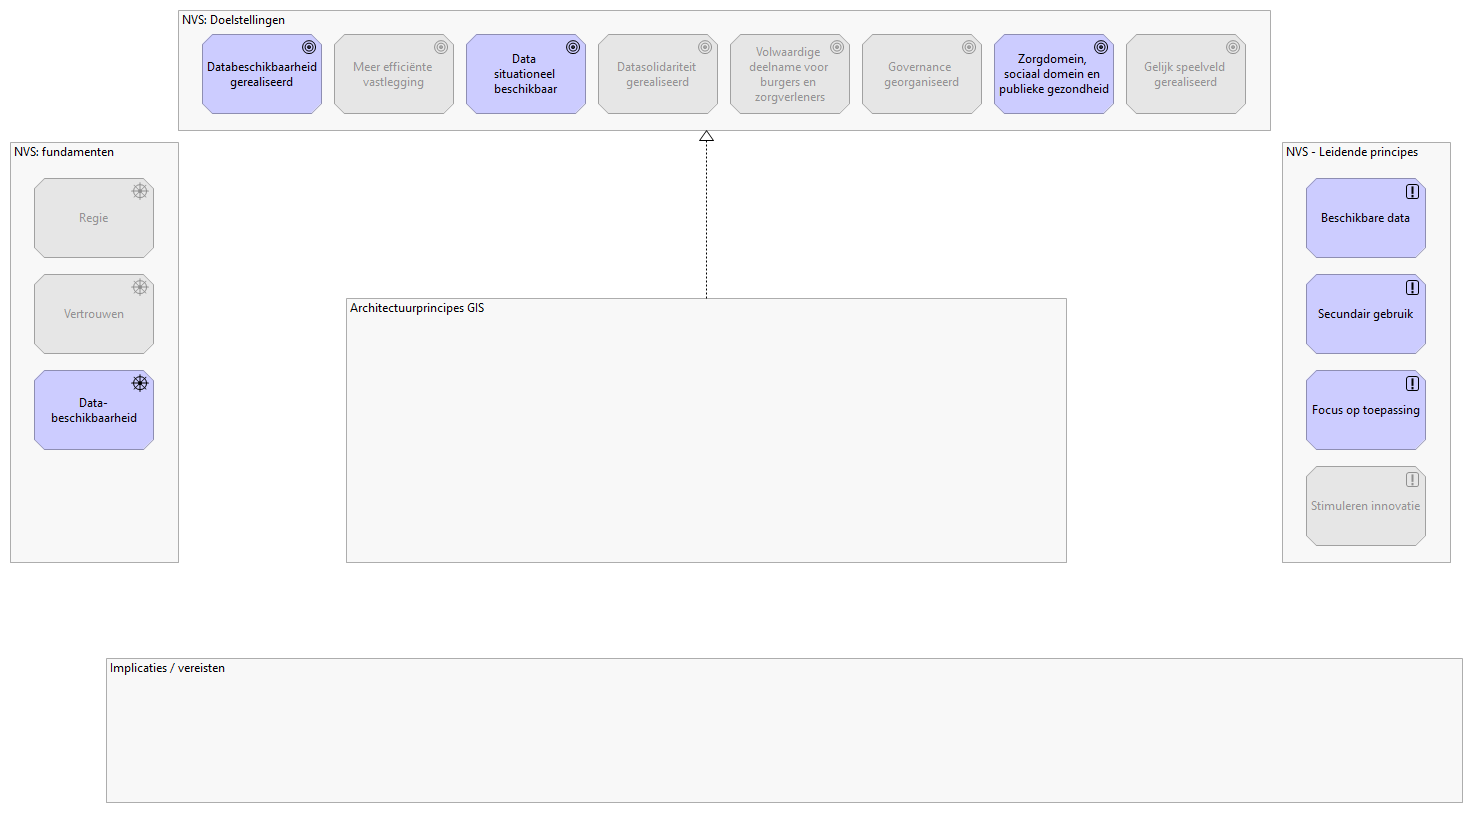 NVS: Doelstellingen
Databeschikbaarheid
gerealiseerd
Meer efficiënte
vastlegging
Data
situationeel
beschikbaar
Datasolidariteit
gerealiseerd
Volwaardige
deelname voor
burgers en
zorgverleners
Governance
georganiseerd
Zorgdomein,
sociaal domein en
publieke gezondheid
Gelijk speelveld
gerealiseerd
NVS: fundamenten
Regie
Vertrouwen
Data-
beschikbaarheid
Architectuurprincipes GIS
NVS - Leidende principes
Beschikbare data
Secundair gebruik
Focus op toepassing
Stimuleren innovatie
Implicaties / vereisten